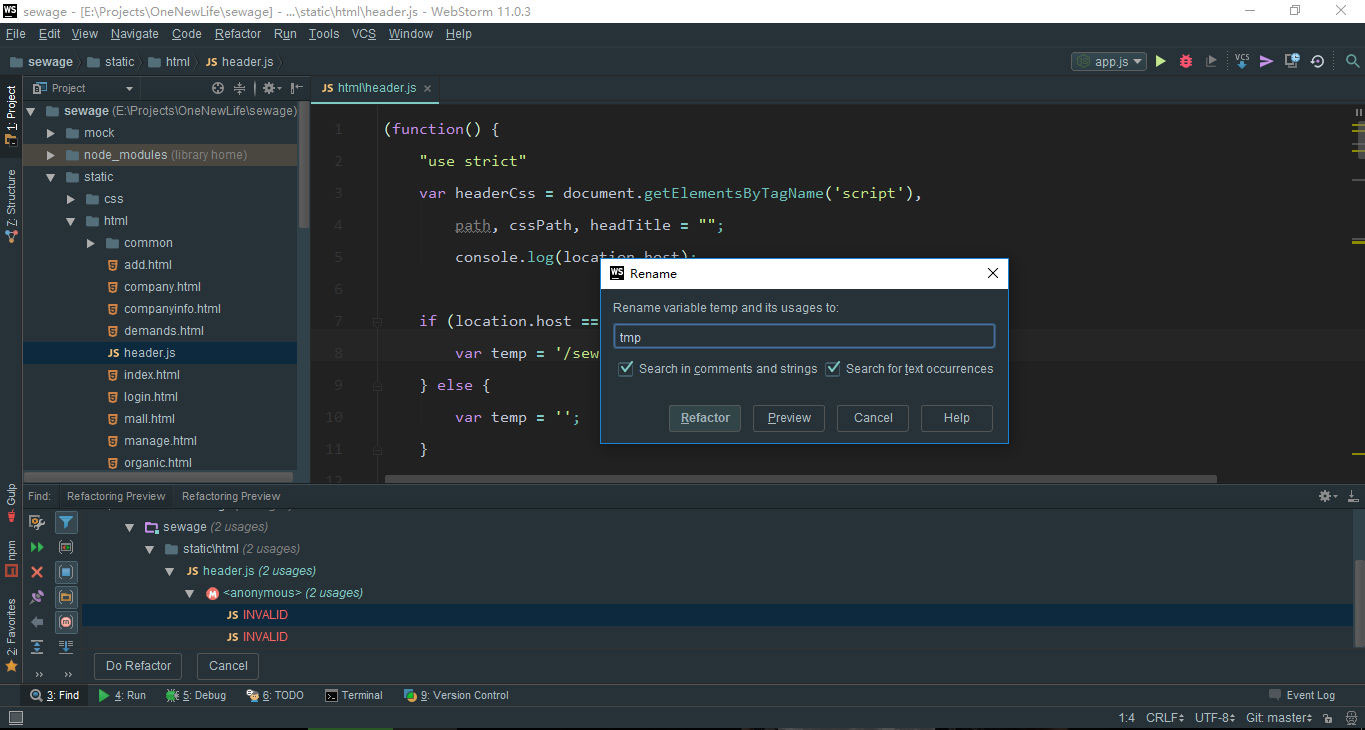 WS sewage - [E:\Projects\OneNewLife\sewage] - ...\static\html\header.js - WebStorm 11.0.3
File Edit View Navigate Code Refactor Run Tools VCS Window Help
sewage static html JS header.js app.js VCS
1: Project
7: Structure
Gulp
npm
2: Favorites
Project
sewage (E:\Projects\OneNewLife\sewage)
mock
node_modules (library home)
static
css
html
common
add.html
company.html
companyinfo.html
demands.html
JS header.js
index.html
login.html
mall.html
manage.html
organic.html
JS html\header.js
1 (function() {
2 "use strict"
3 var headerCss = document.getElementsByTagName('script'),
4 path, cssPath, headTitle = "";
5 console.log(location.host);
6
7 if (location.host ==
8 var temp = '/sew
9 } else {
10 var temp = '';
11 }
12
WS Rename
Rename variable temp and its usages to:
tmp
Search in comments and strings Search for text occurrences
Refactor Preview Cancel Help
Find: Refactoring Preview Refactoring Preview
sewage (2 usages)
static\html (2 usages)
JS header.js (2 usages)
<anonymous> (2 usages)
JS INVALID
JS INVALID
Do Refactor Cancel
3: Find 4: Run 5: Debug 6: TODO Terminal 9: Version Control Event Log
1:4 CRLF UTF-8 Git: master